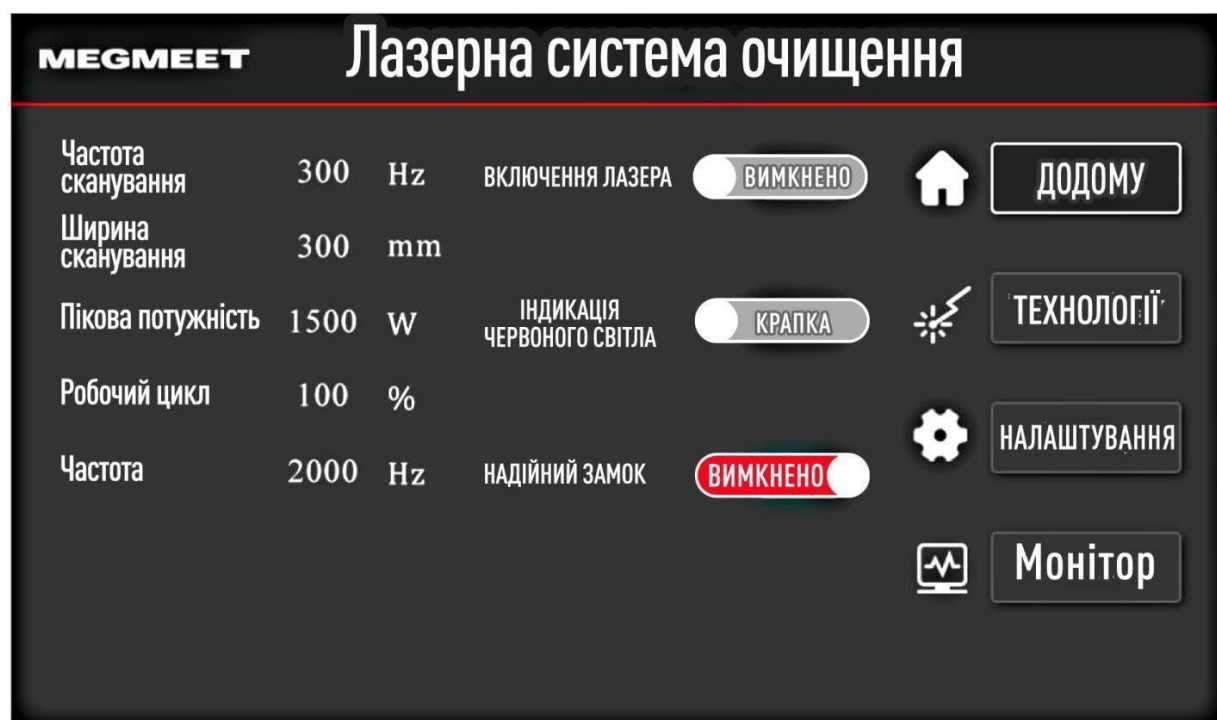 MEGMEET
Лазерна система очищення
Частота
сканування
300 Hz
ВКЛЮЧЕННЯ ЛАЗЕРА
ВИМКНЕНО
ДОДОМУ
Ширина
сканування
300 mm
Пікова потужність 1500 W
ІНДИКАЦІЯ
ЧЕРВОНОГО СВІТЛА
КРАПКА
ТЕХНОЛОГІЇ
Робочий цикл 100 %
НАЛАШТУВАННЯ
Частота 2000 Hz
НАДІЙНИЙ ЗАМОК
ВИМКНЕНО
Монітор